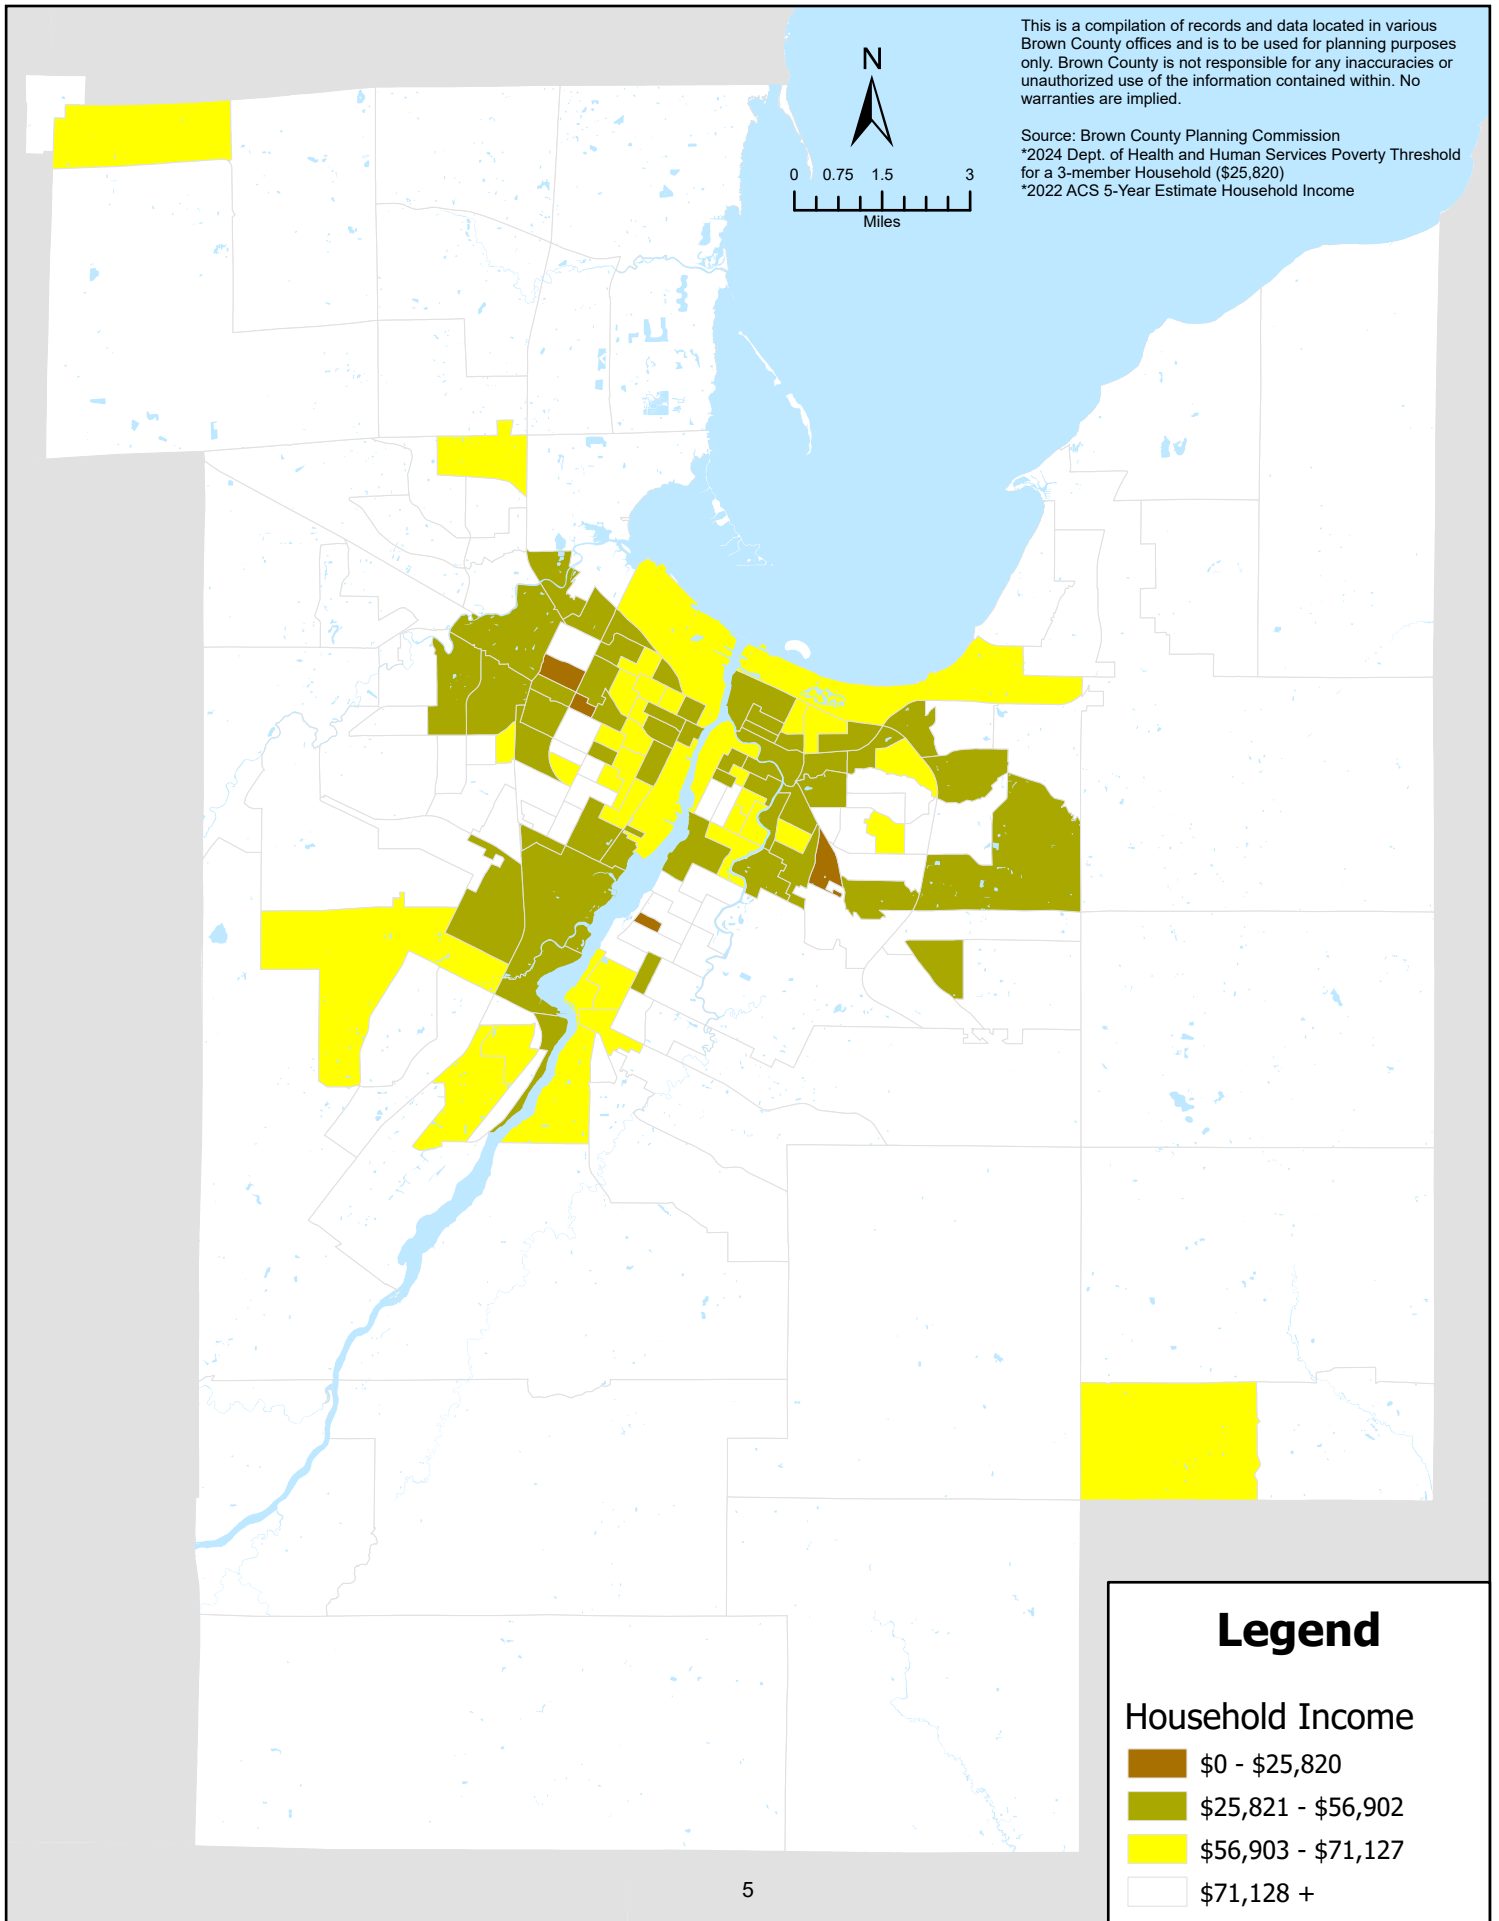 This is a compilation of records and data located in various
Brown County offices and is to be used for planning purposes
only. Brown County is not responsible for any inaccuracies or
unauthorized use of the information contained within. No
warranties are implied.
Source: Brown County Planning Commission
*2024 Dept. of Health and Human Services Poverty Threshold
for a 3-member Household ($25,820)
*2022 ACS 5-Year Estimate Household Income
N
0 0.75 1.5 3
Miles
Legend
Household Income
$0 - $25,820
$25,821 - $56,902
$56,903 - $71,127
$71,128 +
5